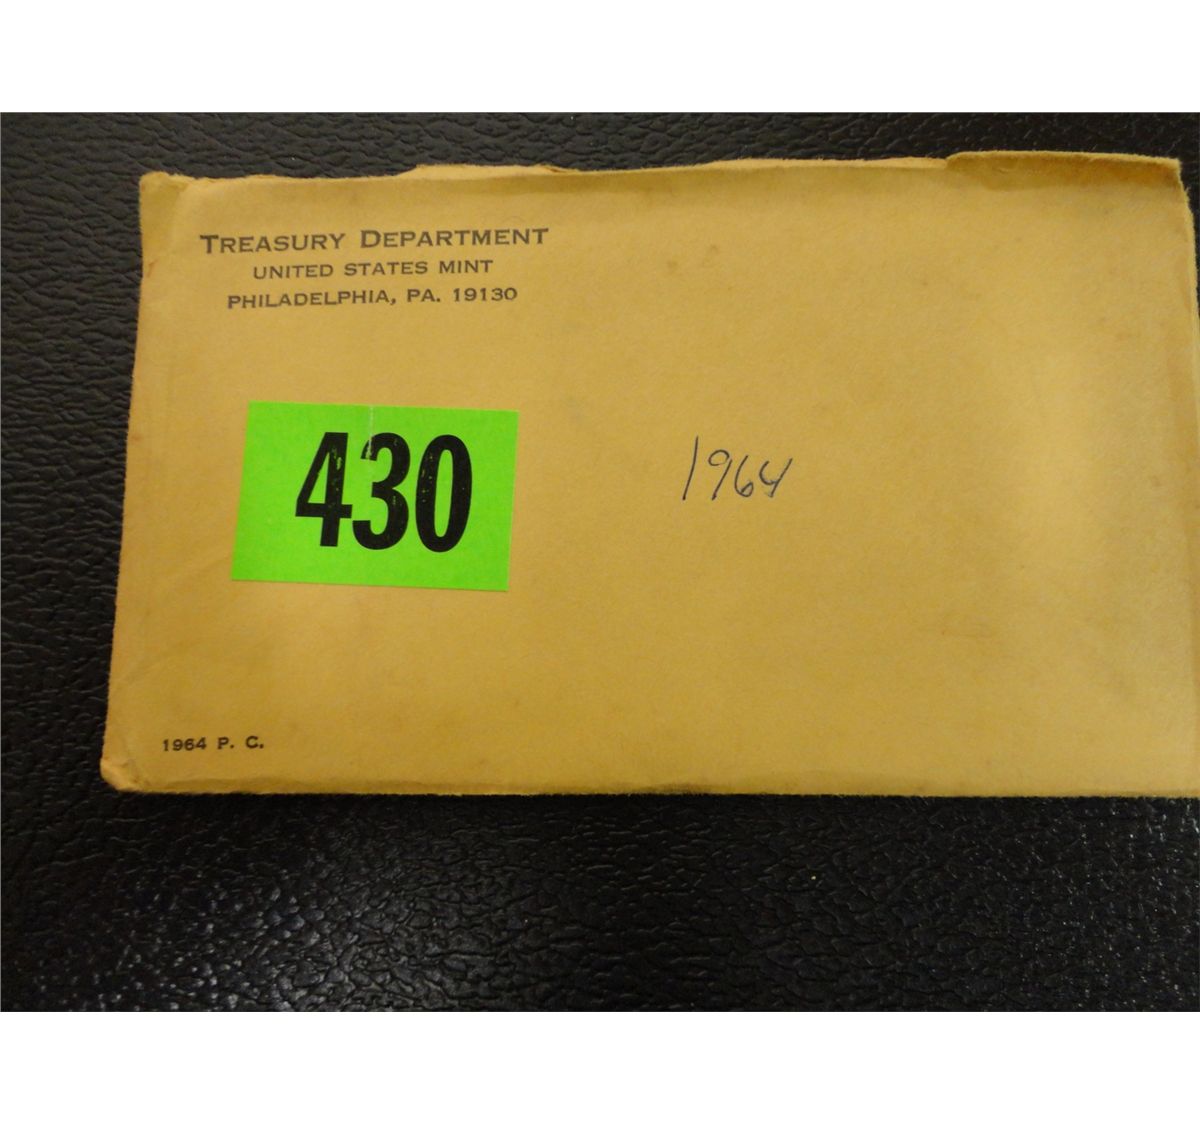 TREASURY DEPARTMENT
UNITED STATES MINT
PHILADELPHIA, PA. 19130
430
1964
1964 P. C.